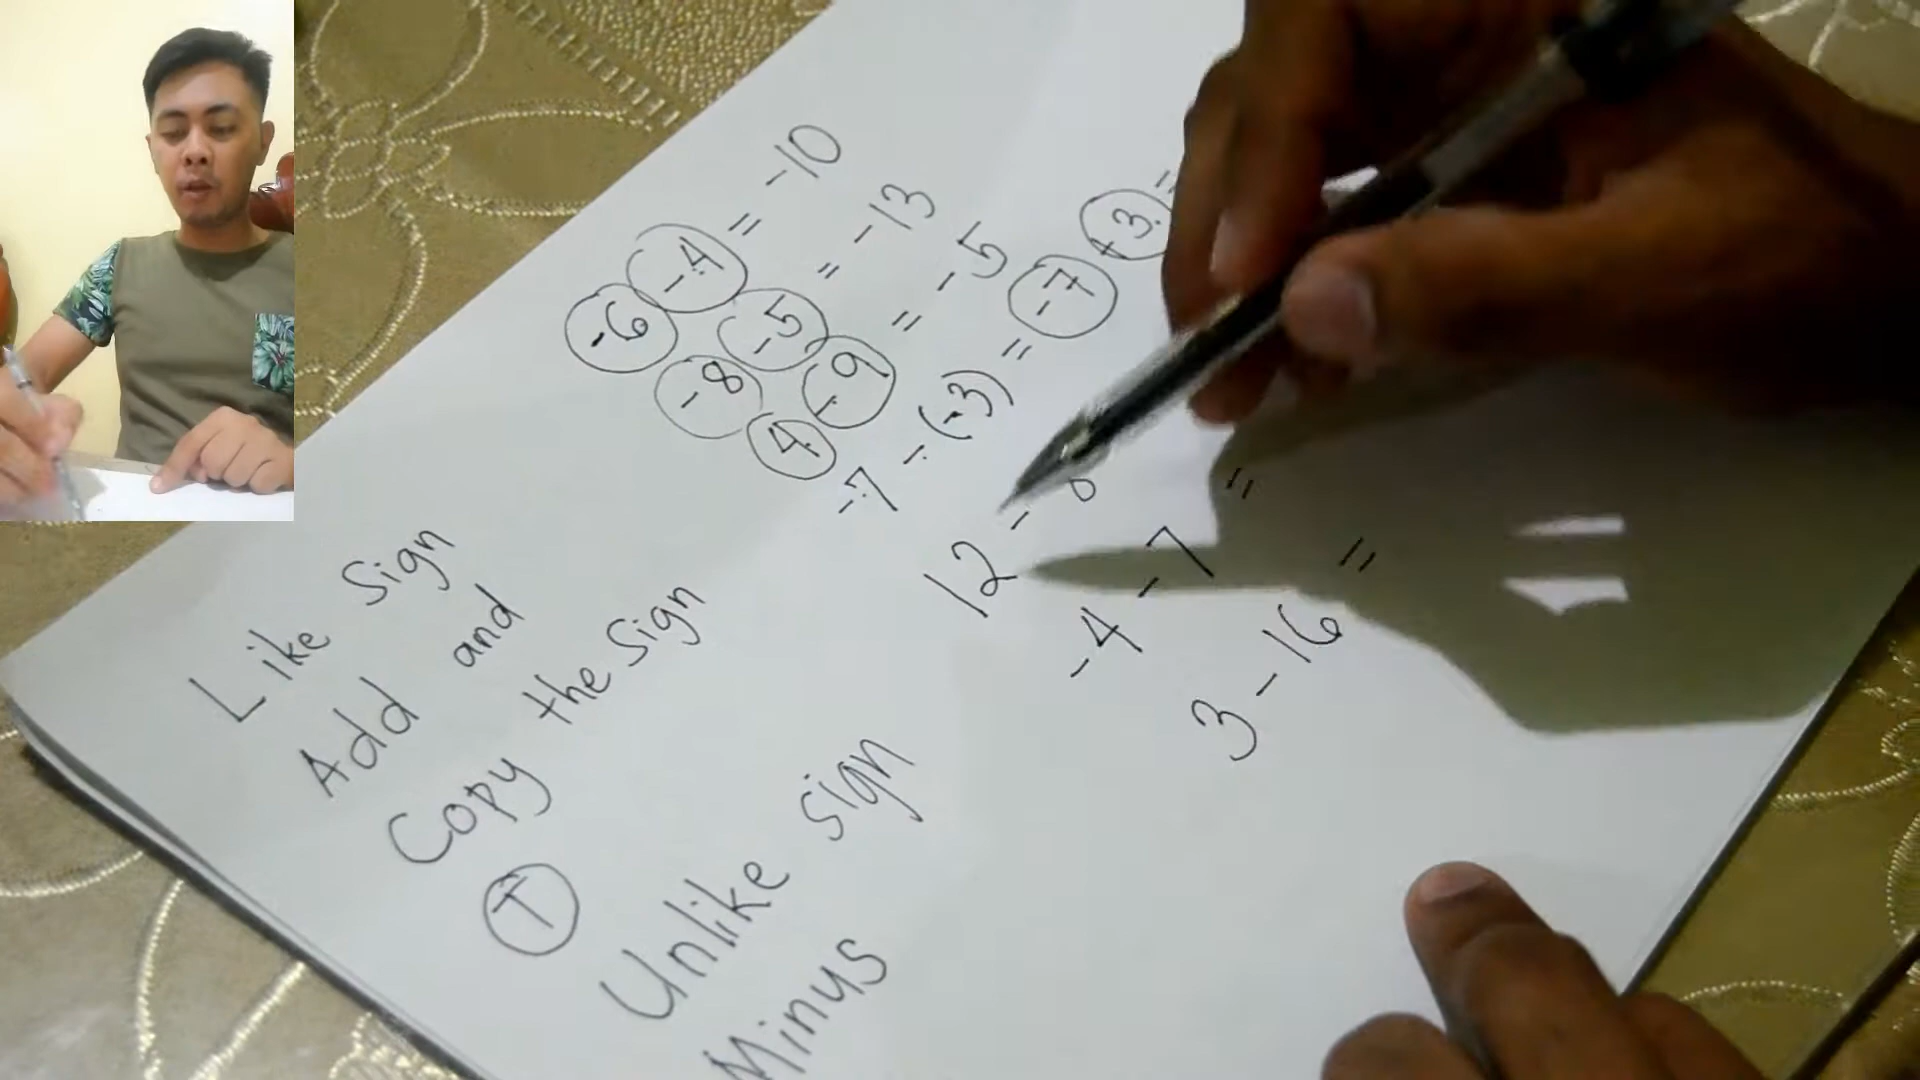 Like Sign
Add and
Copy the Sign
+
Unlike sign
Minus
-6 -4 = -10
-8 -5 = -13
4 -9 = -5
-7 - (-3) = -7 +3 =
12 -
-4 -7 =
3 -16 =